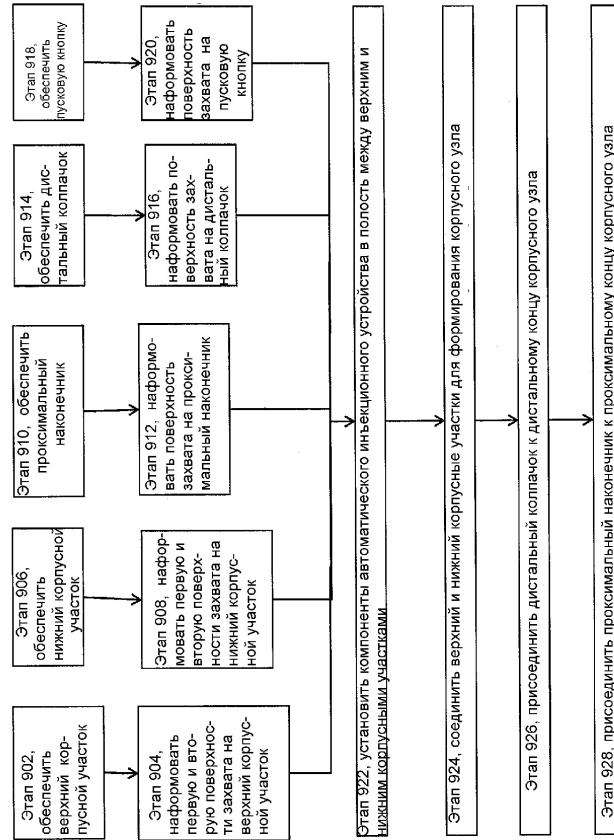 Этап 902,
обеспечить
верхний кор-
пусной участок
Этап 906,
обеспечить
нижний корпусной
участок
Этап 910, обеспечить
проксимальный
наконечник
Этап 914,
обеспечить дис-
тальный колпачок
Этап 918,
обеспечить
пусковую кнопку
Этап 904,
наформовать
первую и вто-
рую поверхнос-
ти захвата на
верхний корпус-
ной участок
Этап 908, нафор-
мовать первую и
вторую поверх-
ности захвата на
нижний корпус-
ной участок
Этап 912, наформо-
вать поверхность
захвата на прокси-
мальный наконечник
Этап 916,
наформовать по-
верхность зах-
вата на дисталь-
ный колпачок
Этап 920,
наформовать
поверхность
захвата на
пусковую
кнопку
Этап 922, установить компоненты автоматического инъекционного устройства в полость между верхним и
нижним корпусными участками
Этап 924, соединить верхний и нижний корпусные участки для формирования корпусного узла
Этап 926, присоединить дистальный колпачок к дистальному концу корпусного узла
Этап 928, присоединить проксимальный наконечник к проксимальному концу корпусного узла